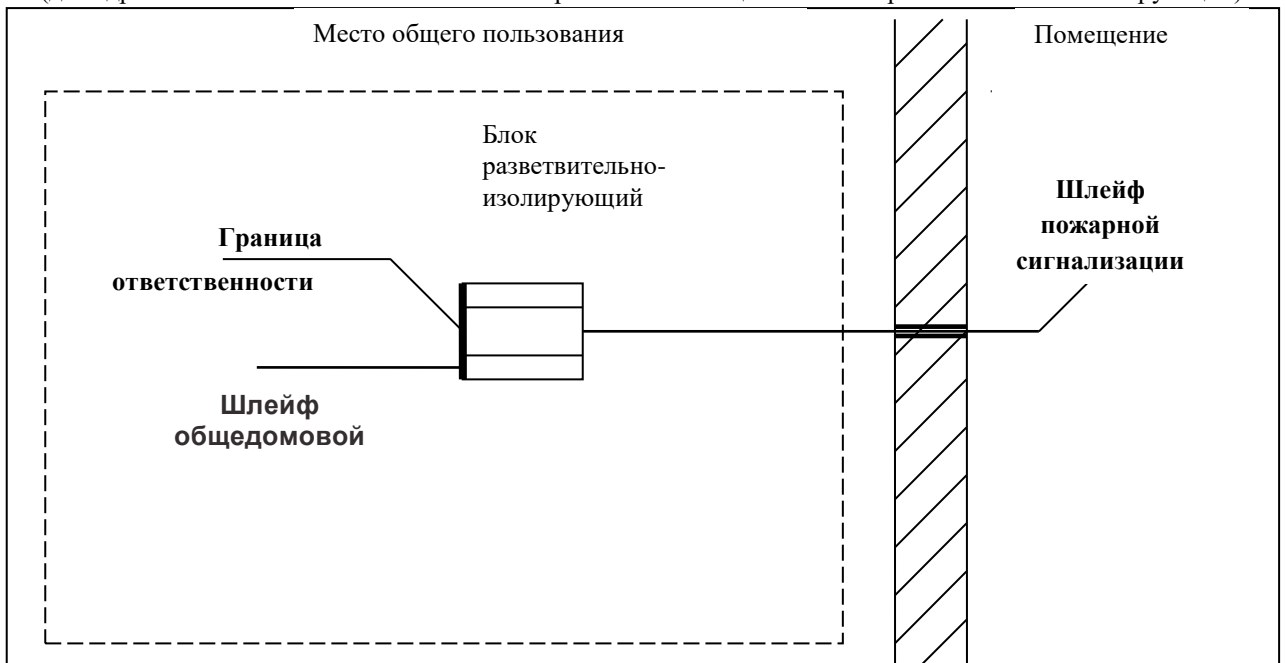 Место общего пользования
Помещение
Блок
разветвительно-
изолирующий
Шлейф
пожарной
сигнализации
Граница
ответственности
Шлейф
общедомовой